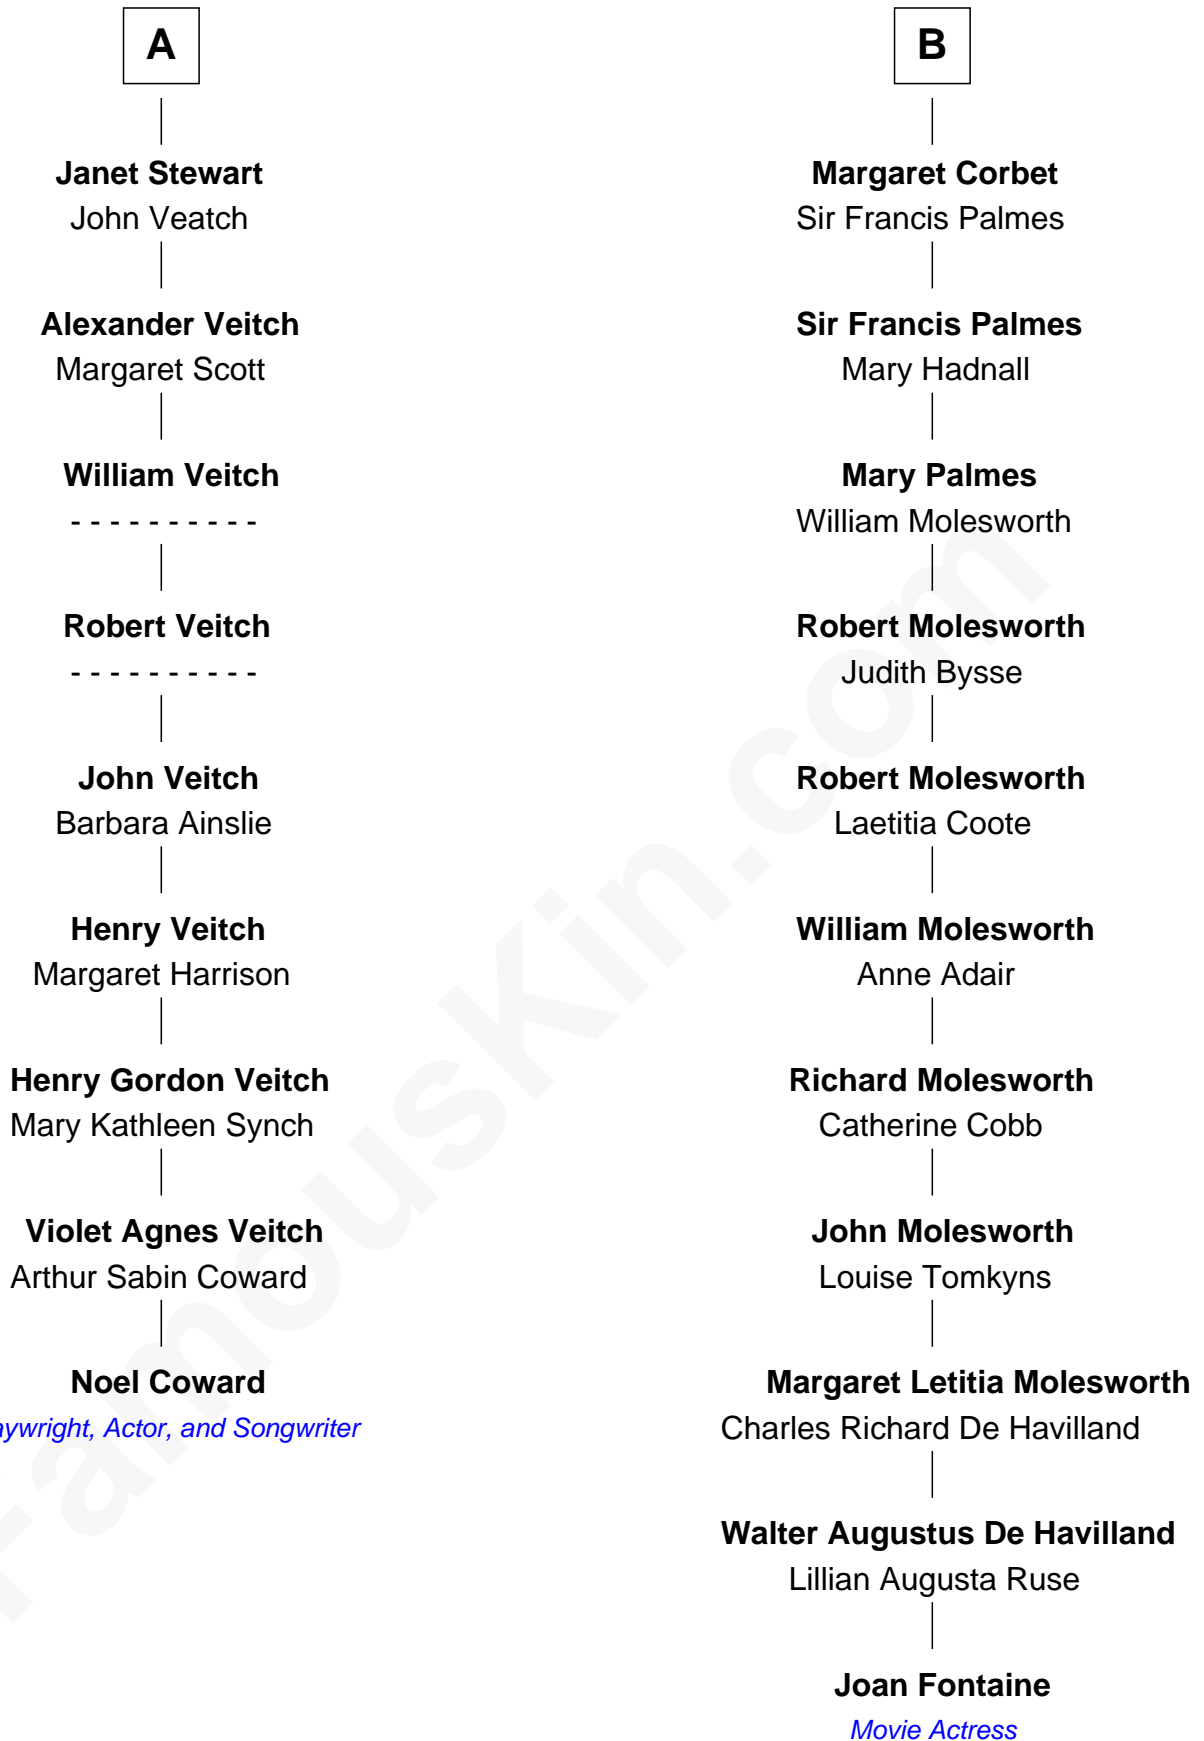 A
Janet Stewart
John Veatch
Alexander Veitch
Margaret Scott
William Veitch
- - - - - - - - - -
Robert Veitch
- - - - - - - - - -
John Veitch
Barbara Ainslie
Henry Veitch
Margaret Harrison
Henry Gordon Veitch
Mary Kathleen Synch
Violet Agnes Veitch
Arthur Sabin Coward
Noel Coward
aywright, Actor, and Songwriter
B
Margaret Corbet
Sir Francis Palmes
Sir Francis Palmes
Mary Hadnall
Mary Palmes
William Molesworth
Robert Molesworth
Judith Bysse
Robert Molesworth
Laetitia Coote
William Molesworth
Anne Adair
Richard Molesworth
Catherine Cobb
John Molesworth
Louise Tomkyns
Margaret Letitia Molesworth
Charles Richard De Havilland
Walter Augustus De Havilland
Lillian Augusta Ruse
Joan Fontaine
Movie Actress
FamousKin.com